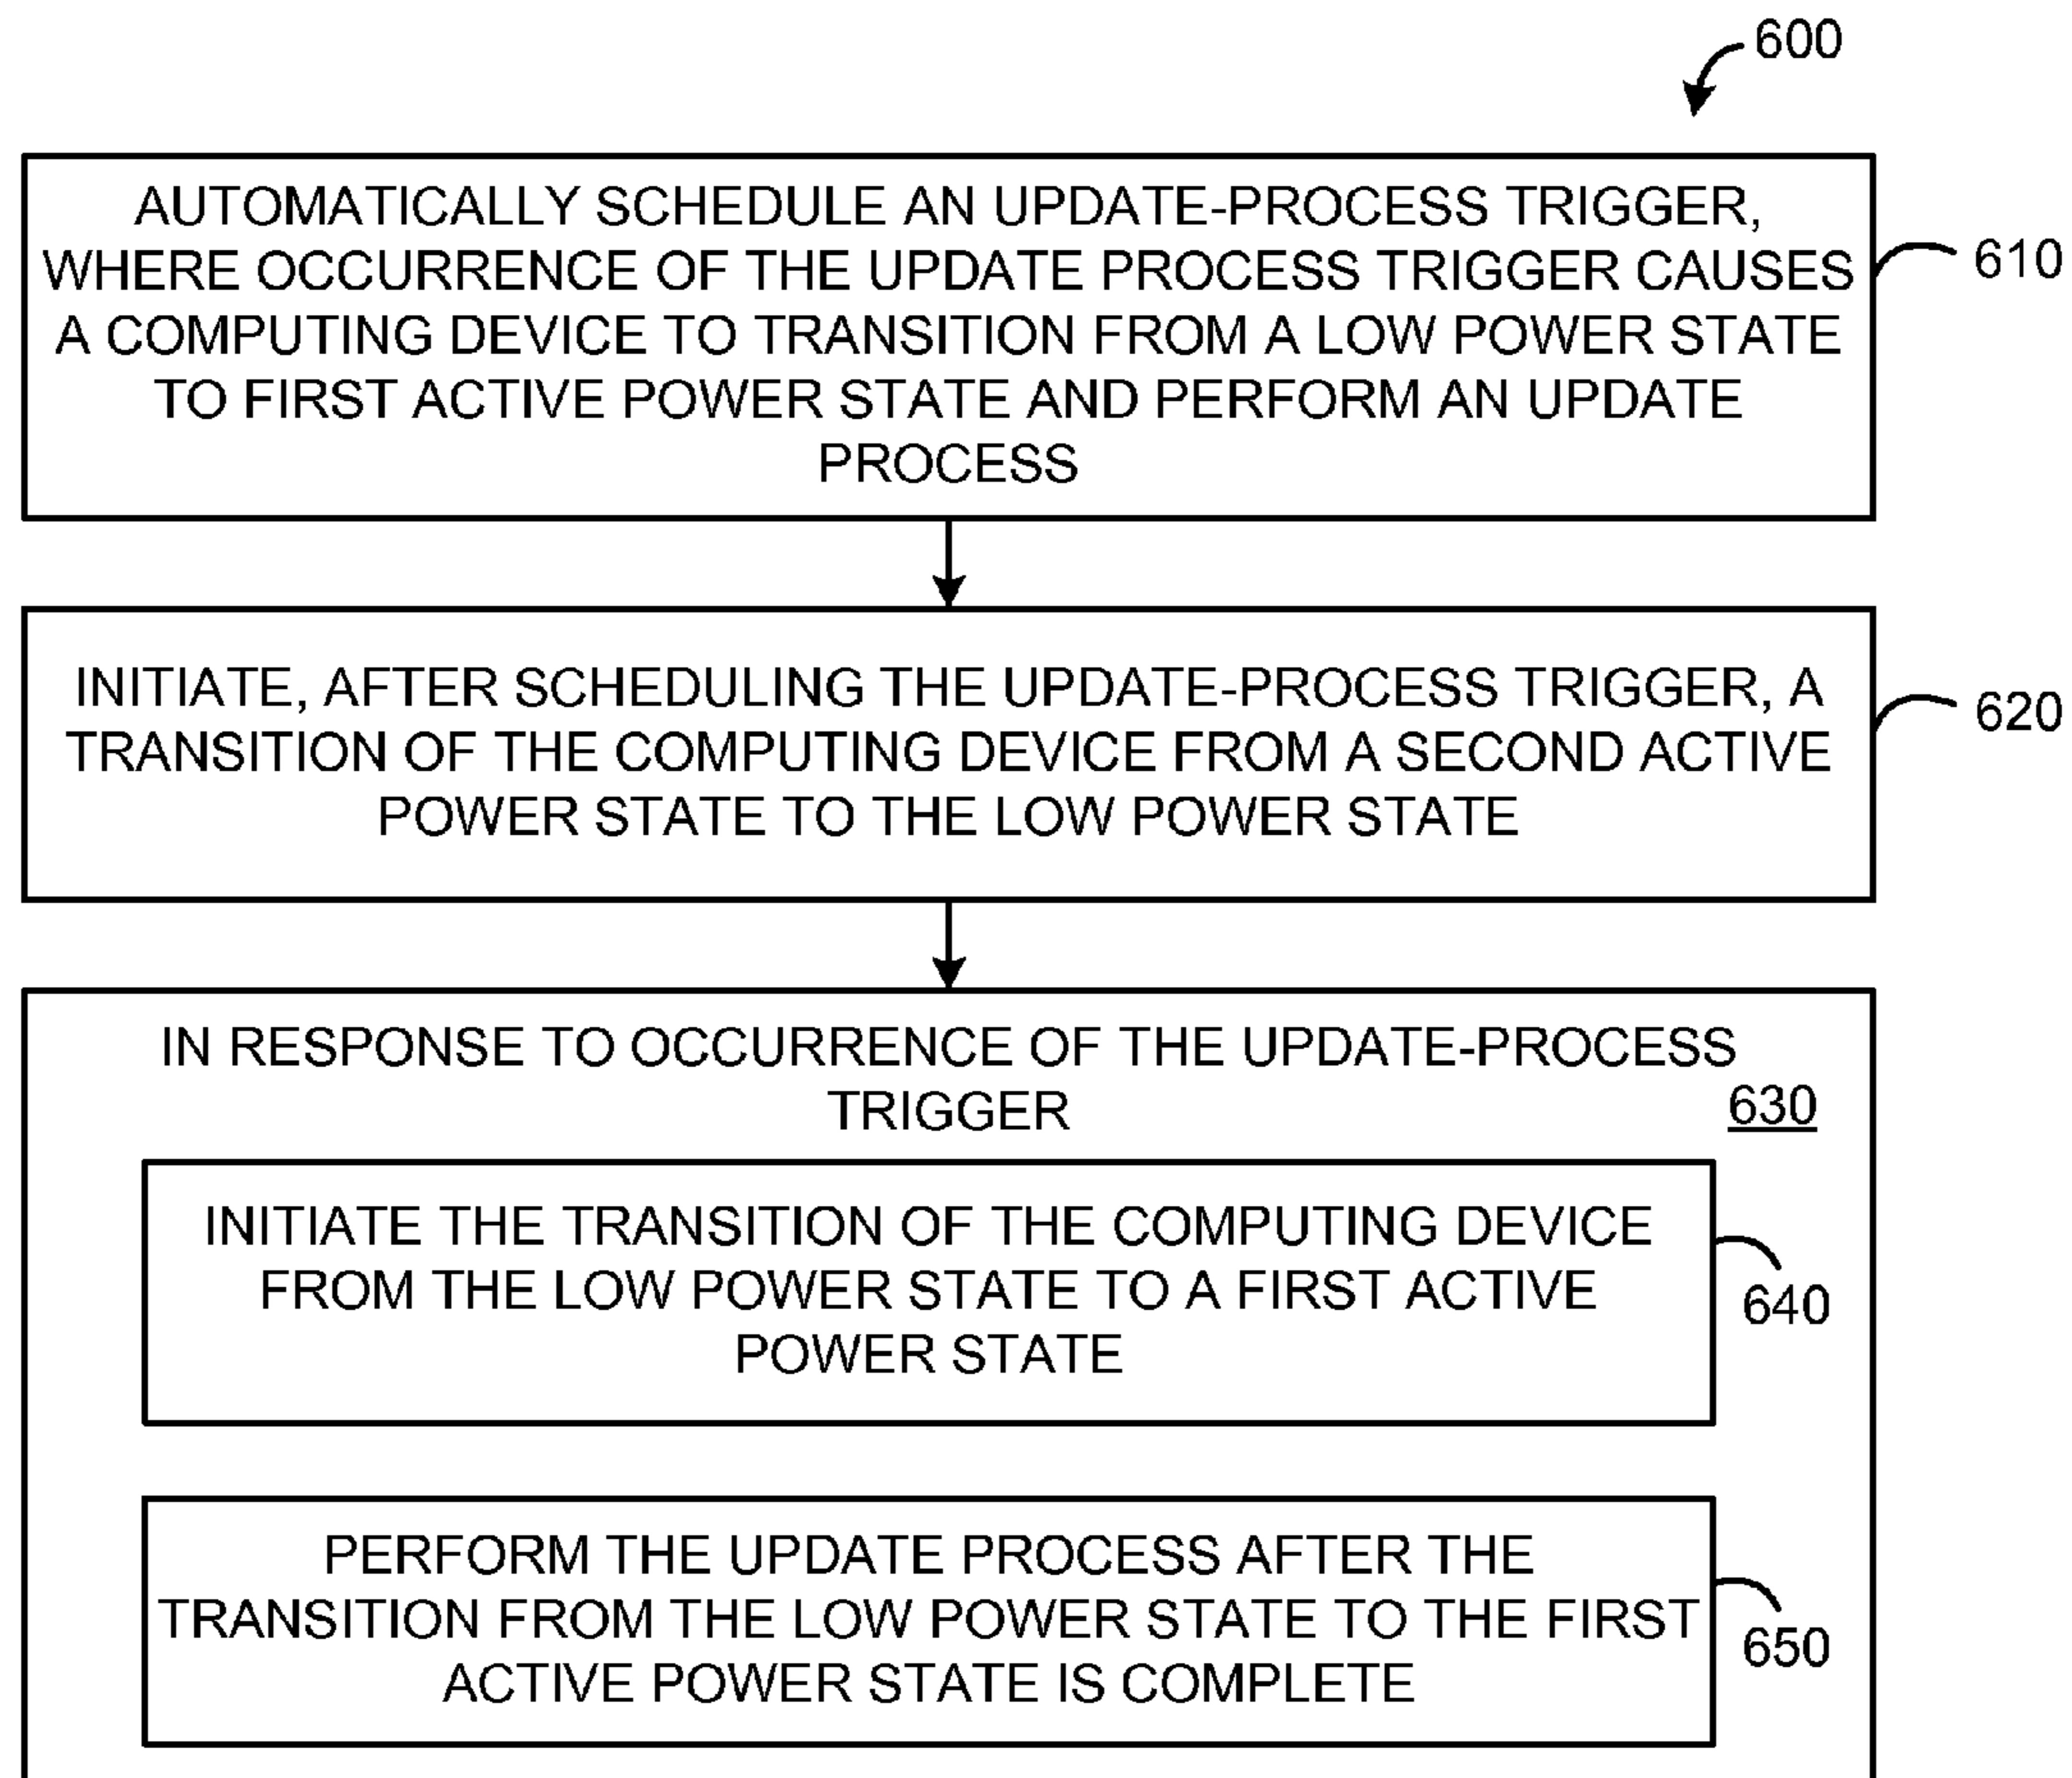 600
AUTOMATICALLY SCHEDULE AN UPDATE-PROCESS TRIGGER,
WHERE OCCURRENCE OF THE UPDATE PROCESS TRIGGER CAUSES
A COMPUTING DEVICE TO TRANSITION FROM A LOW POWER STATE
TO FIRST ACTIVE POWER STATE AND PERFORM AN UPDATE
PROCESS
610
INITIATE, AFTER SCHEDULING THE UPDATE-PROCESS TRIGGER, A
TRANSITION OF THE COMPUTING DEVICE FROM A SECOND ACTIVE
POWER STATE TO THE LOW POWER STATE
620
IN RESPONSE TO OCCURRENCE OF THE UPDATE-PROCESS
TRIGGER
630
INITIATE THE TRANSITION OF THE COMPUTING DEVICE
FROM THE LOW POWER STATE TO A FIRST ACTIVE
POWER STATE
640
PERFORM THE UPDATE PROCESS AFTER THE
TRANSITION FROM THE LOW POWER STATE TO THE FIRST
ACTIVE POWER STATE IS COMPLETE
650